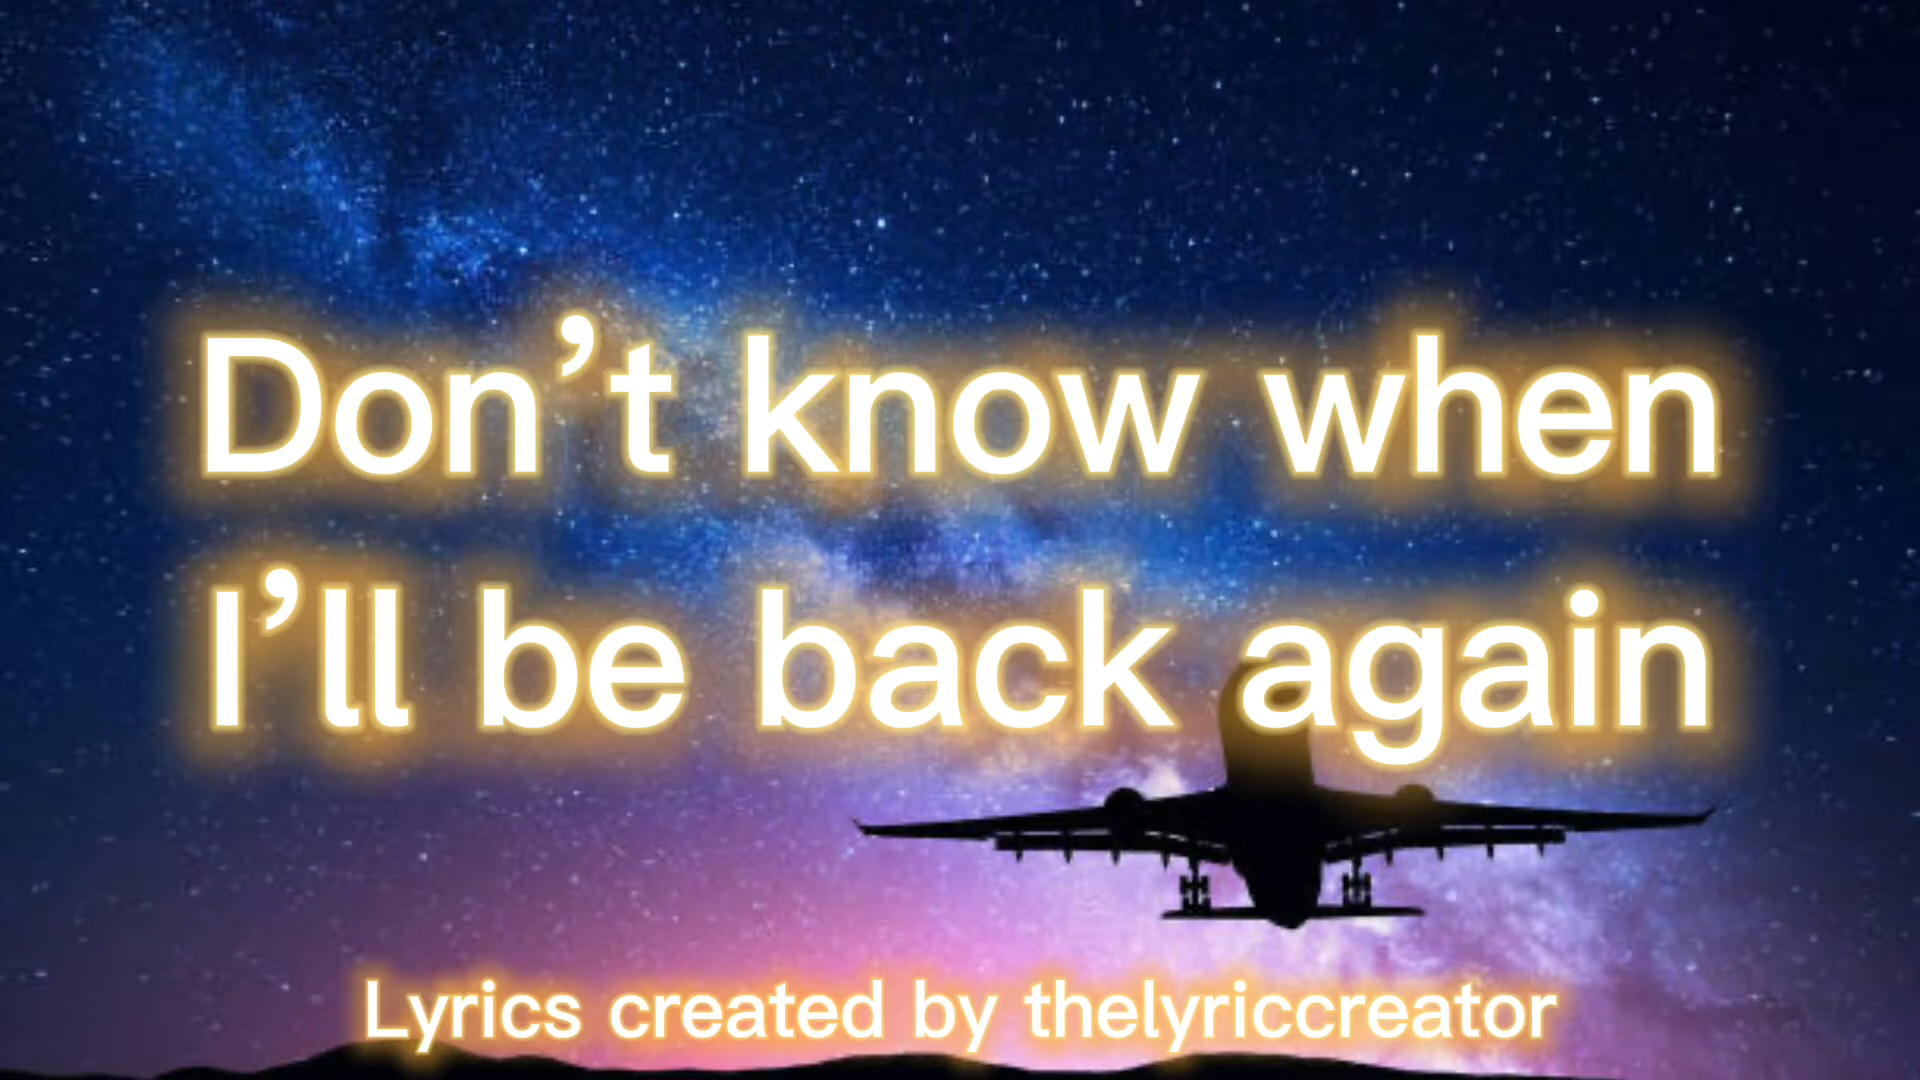 Don’t know when
I’ll be back again
Lyrics created by thelyriccreator